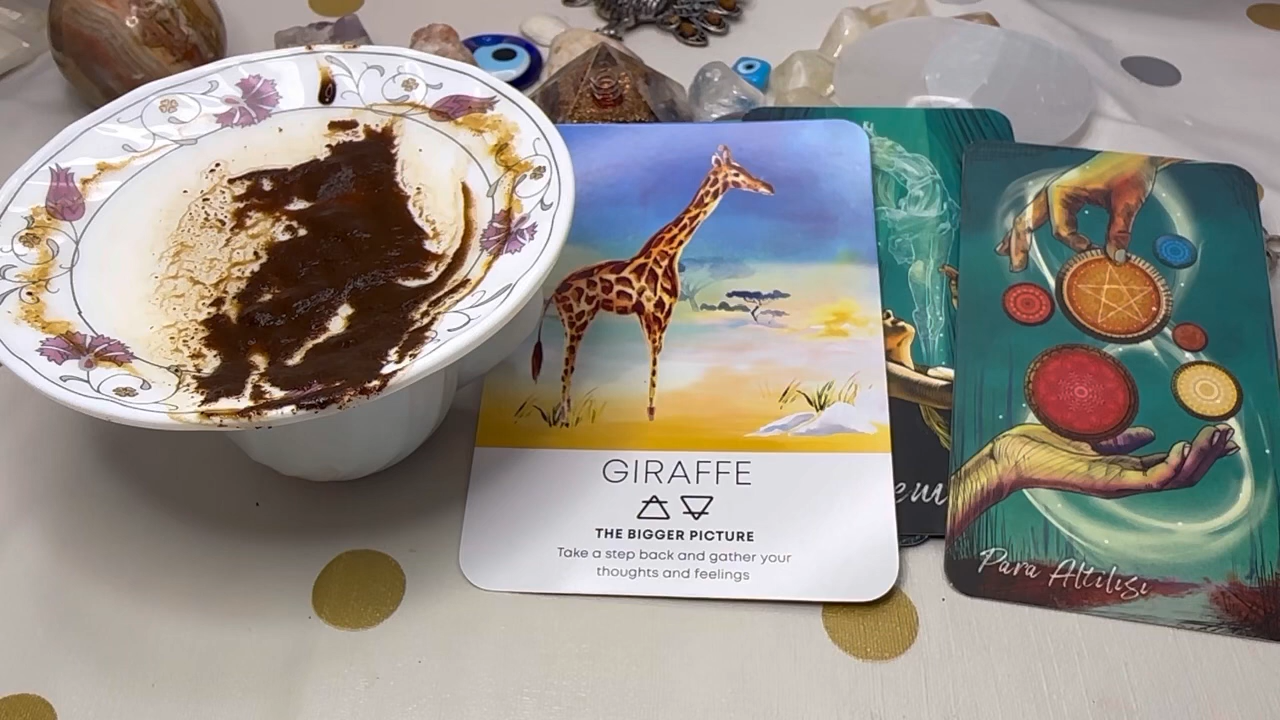 GIRAFFE
THE BIGGER PICTURE
Take a step back and gather your
thoughts and feelings
Para Altılısı